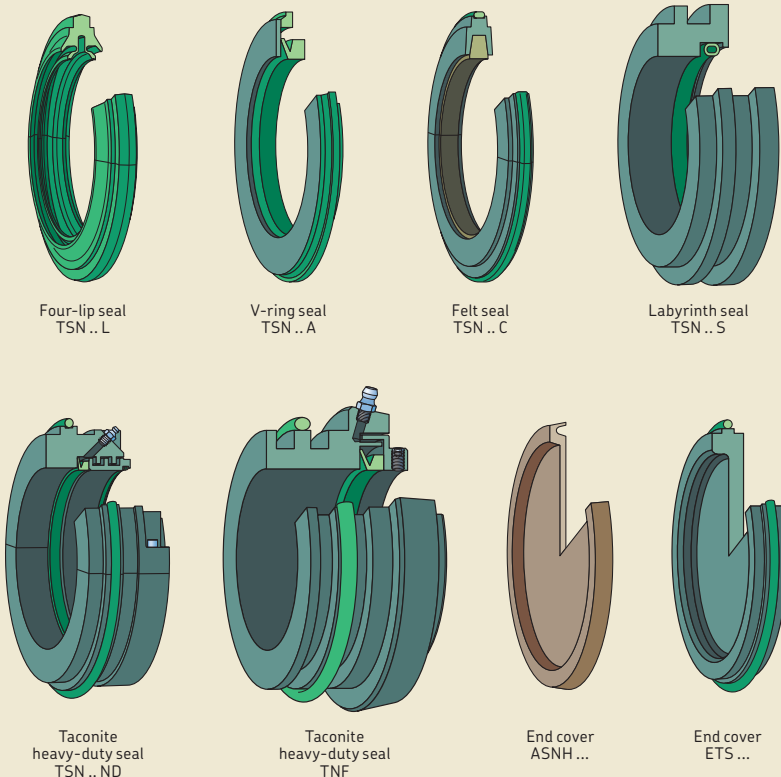 Four-lip seal
TSN .. L
V-ring seal
TSN .. A
Felt seal
TSN .. C
Labyrinth seal
TSN .. S
Taconite
heavy-duty seal
TSN .. ND
Taconite
heavy-duty seal
TNF
End cover
ASNH ...
End cover
ETS ...